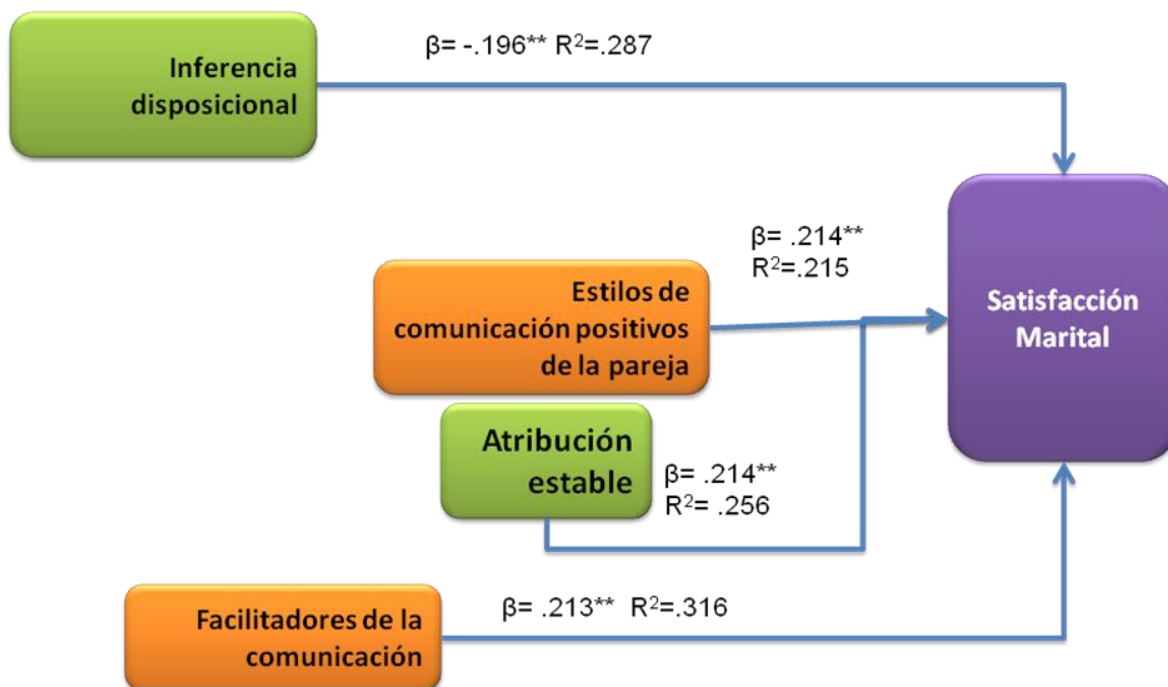 β= -.196** R²=.287
Inferencia
disposicional
β= .214**
R²=.215
Estilos de
comunicación positivos
de la pareja
Satisfacción
Marital
Atribución
estable
β= .214**
R²= .256
β= .213** R²=.316
Facilitadores de la
comunicación